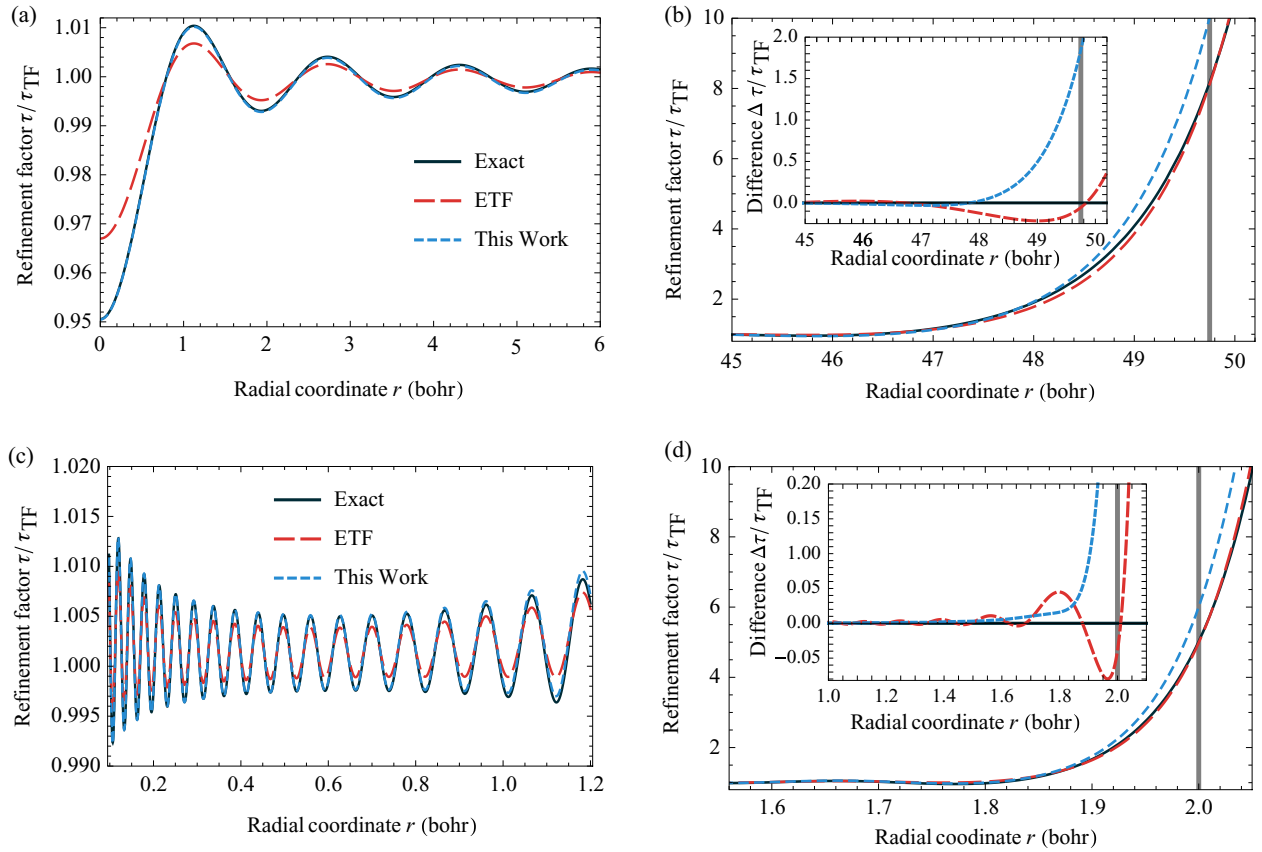 (a)
Refinement factor τ/τTF
1.01
1.00
0.99
0.98
0.97
0.96
0.95
Exact
ETF
This Work
0 1 2 3 4 5 6
Radial coordinate r (bohr)
(b)
Refinement factor τ/τTF
10
8
6
4
2
Difference Δτ/τTF
2.0
1.5
1.0
0.5
0.0
45 46 47 48 49 50
Radial coordinate r (bohr)
45 46 47 48 49 50
Radial coordinate r (bohr)
(c)
Refinement factor τ/τTF
1.020
1.015
1.010
1.005
1.000
0.995
0.990
Exact
ETF
This Work
0.2 0.4 0.6 0.8 1.0 1.2
Radial coordinate r (bohr)
(d)
Refinement factor τ/τTF
10
8
6
4
2
Difference Δτ/τTF
0.20
0.15
0.00
0.05
0.00
−0.05
1.0 1.2 1.4 1.6 1.8 2.0
Radial coordinate r (bohr)
1.6 1.7 1.8 1.9 2.0
Radial coordinate r (bohr)